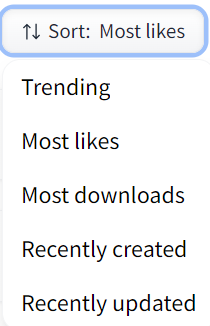 ↑↓ Sort: Most likes
Trending
Most likes
Most downloads
Recently created
Recently updated